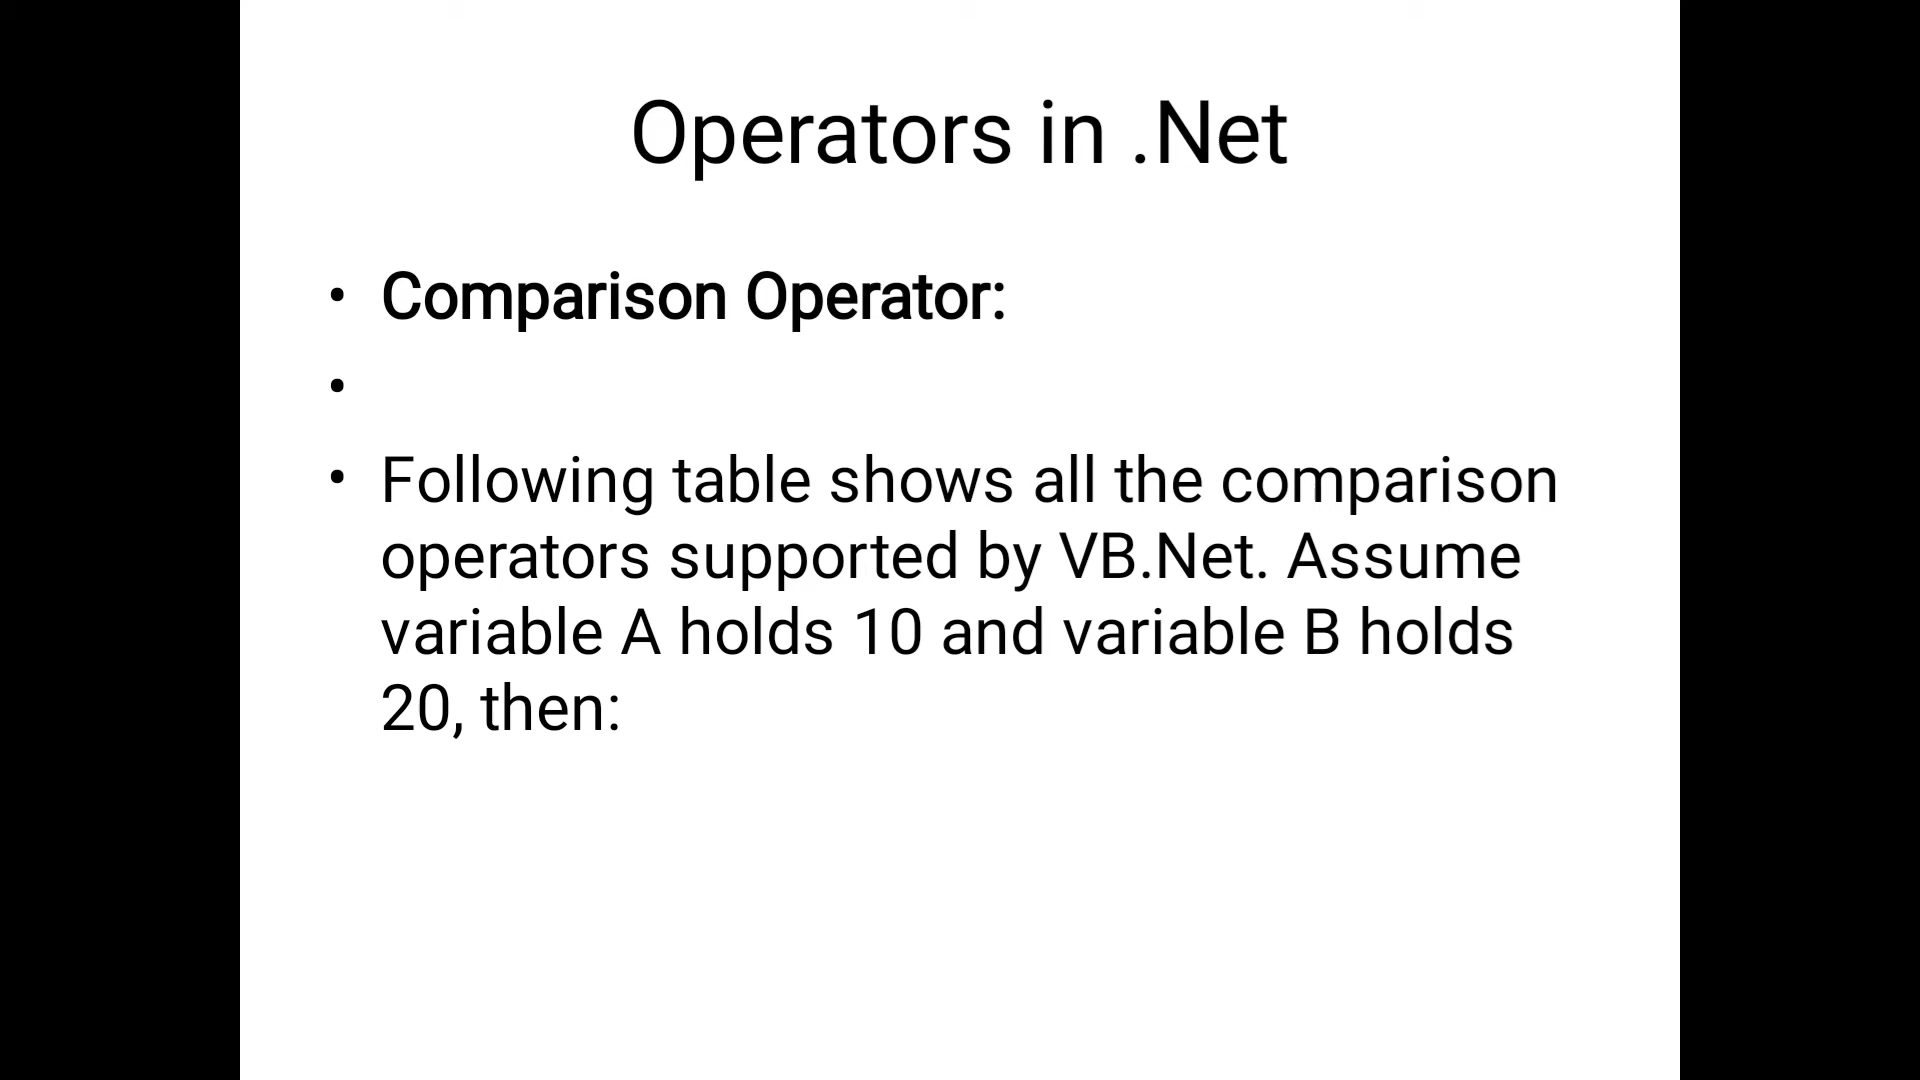 Operators in .Net
• Comparison Operator:
•
• Following table shows all the comparison
operators supported by VB.Net. Assume
variable A holds 10 and variable B holds
20, then: